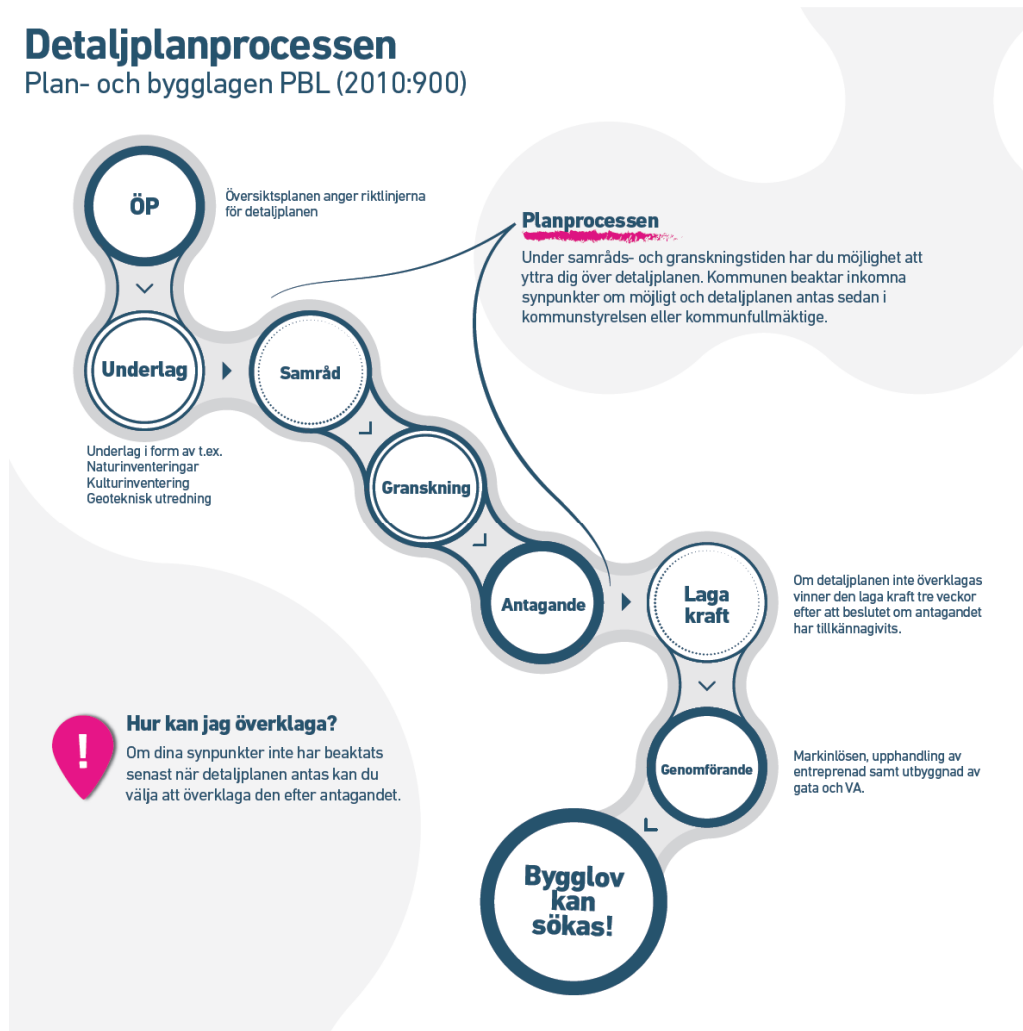 Detaljplanprocessen
Plan- och bygglagen PBL (2010:900)
ÖP
Översiktsplanen anger riktlinjerna
för detaljplanen
Planprocessen
Under samråds- och granskningstiden har du möjlighet att
yttra dig över detaljplanen. Kommunen beaktar inkomna
synpunkter om möjligt och detaljplanen antas sedan i
kommunstyrelsen eller kommunfullmäktige.
Underlag
Samråd
Underlag i form av t.ex.
Naturinventeringar
Kulturinventering
Geoteknisk utredning
Granskning
Antagande
Laga
kraft
Om detaljplanen inte överklagas
vinner den laga kraft tre veckor
efter att beslutet om antagandet
har tillkännagivits.
!
Hur kan jag överklaga?
Om dina synpunkter inte har beaktats
senast när detaljplanen antas kan du
välja att överklaga den efter antagandet.
Genomförande
Markinlösen, upphandling av
entreprenad samt utbyggnad av
gata och VA.
Bygglov
kan
sökas!